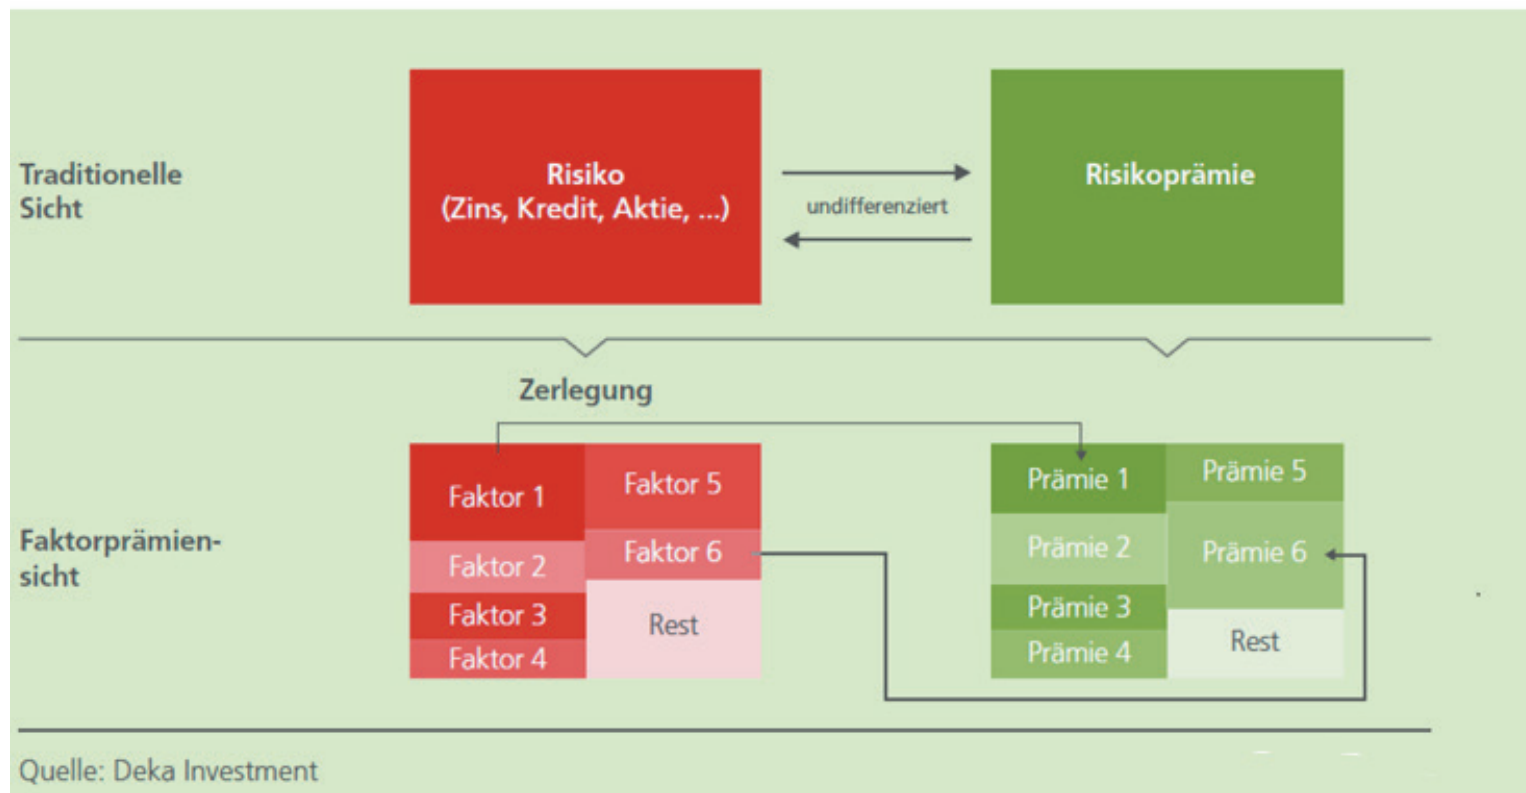 Traditionelle
Sicht
Risiko
(Zins, Kredit, Aktie, ...)
undifferenziert
Risikoprämie
Zerlegung
Faktorprämien-
sicht
Faktor 1
Faktor 2
Faktor 3
Faktor 4
Faktor 5
Faktor 6
Rest
Prämie 1
Prämie 2
Prämie 3
Prämie 4
Prämie 5
Prämie 6
Rest
Quelle: Deka Investment